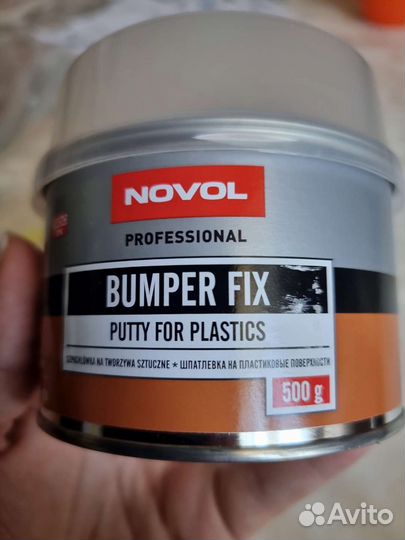 NOVOL
PROFESSIONAL
BUMPER FIX
PUTTY FOR PLASTICS
SZPACHLÓWKA NA TWORZYWA SZTUCZNE ★ ШПАТЛЕВКА НА ПЛАСТИКОВЫЕ ПОВЕРХНОСТИ
500 g
Avito